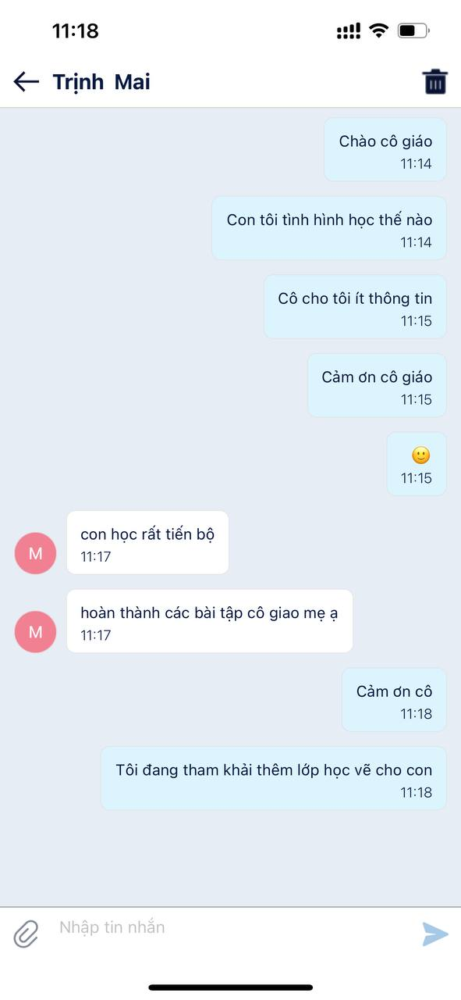 11:18
Trịnh Mai
Chào cô giáo
11:14
Con tôi tình hình học thế nào
11:14
Cô cho tôi ít thông tin
11:15
Cảm ơn cô giáo
11:15
🙂
11:15
M
con học rất tiến bộ
11:17
M
hoàn thành các bài tập cô giao mẹ ạ
11:17
Cảm ơn cô
11:18
Tôi đang tham khải thêm lớp học vẽ cho con
11:18
Nhập tin nhắn